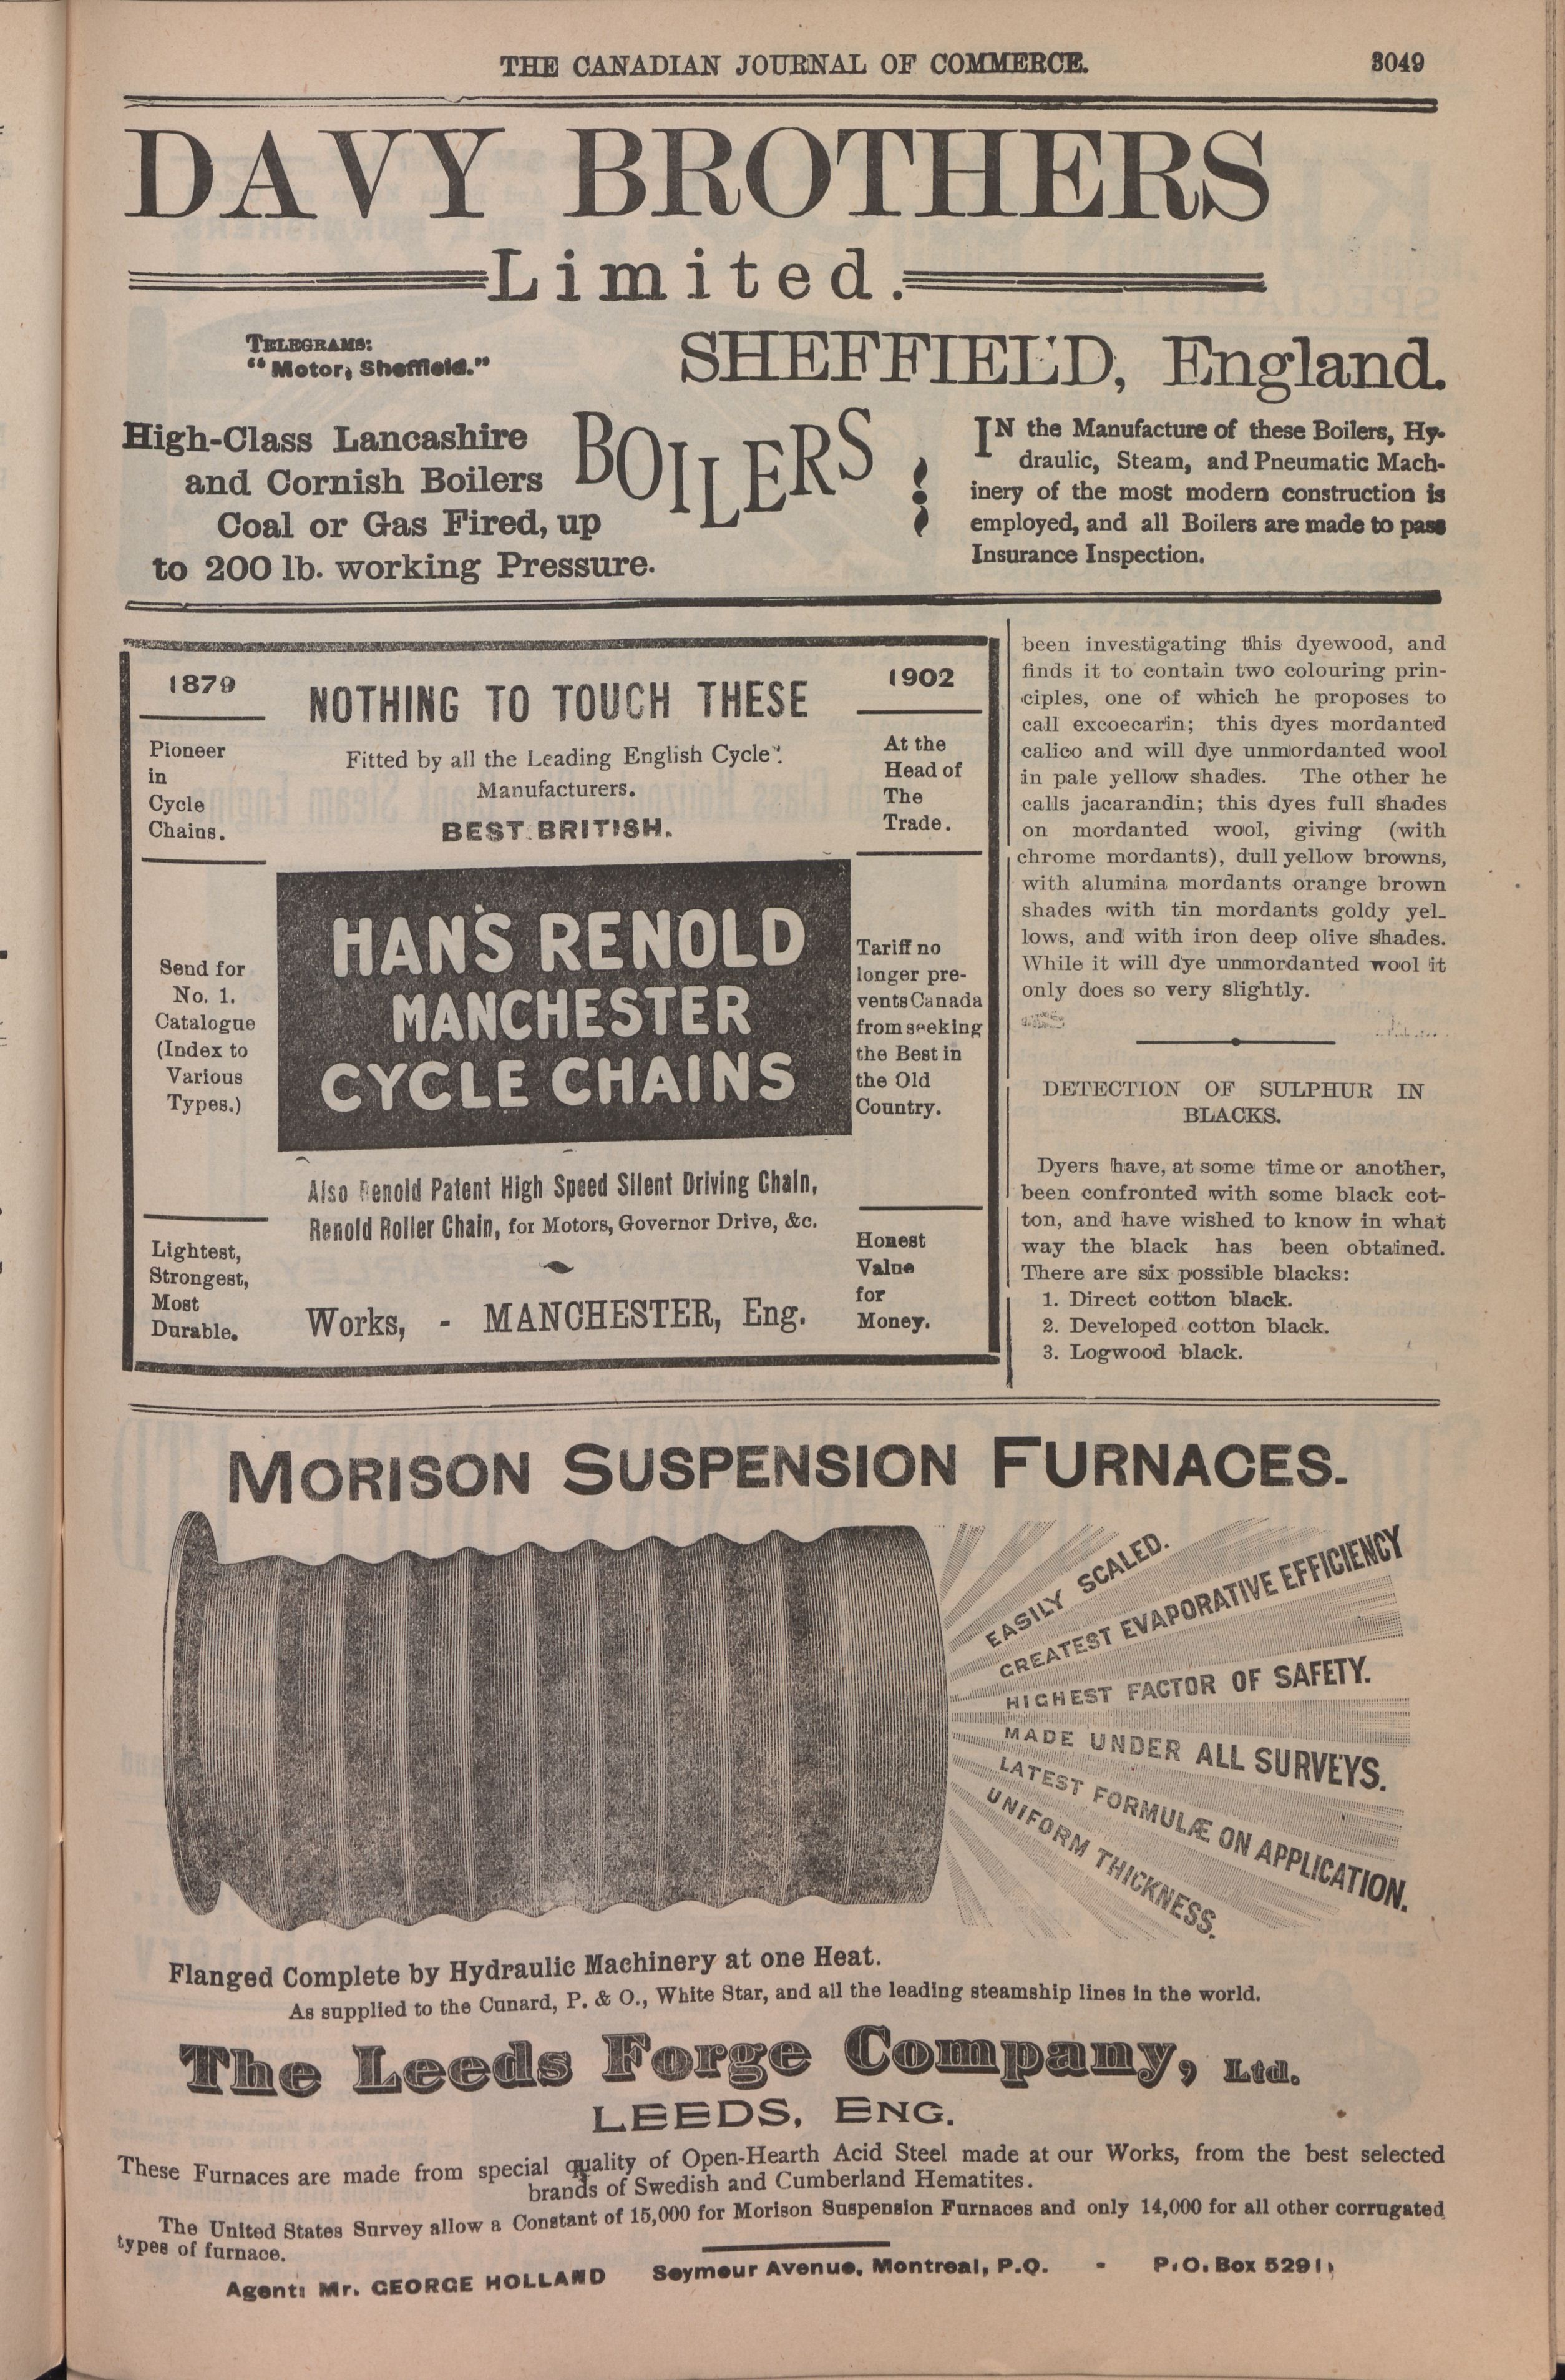 THE CANADIAN JOURNAL OF COMMERCE.
3049
DAVY BROTHERS
Limited.
TELEGRAMS:
"Motor, Sheffield."
SHEFFIELD, England.
High-Class Lancashire
and Cornish Boilers
Coal or Gas Fired, up
to 200 lb. working Pressure.
BOILERS
IN the Manufacture of these Boilers, Hy-
draulic, Steam, and Pneumatic Mach-
inery of the most modern construction is
employed, and all Boilers are made to pass
Insurance Inspection.
1879
Pioneer
in
Cycle
Chains.
Send for
No. 1.
Catalogue
(Index to
Various
Types.)
Lightest,
Strongest,
Most
Durable.
NOTHING TO TOUCH THESE
Fitted by all the Leading English Cycle
Manufacturers.
BEST BRITISH.
HANS RENOLD
MANCHESTER
CYCLE CHAINS
Also Renold Patent High Speed Silent Driving Chain,
Renold Roller Chain, for Motors, Governor Drive, &c.
Works, - MANCHESTER, Eng.
1902
At the
Head of
The
Trade.
Tariff no
longer pre-
vents Canada
from seeking
the Best in
the Old
Country.
Honest
Value
for
Money.
been investigating this dyewood, and
finds it to contain two colouring prin-
ciples, one of which he proposes to
call excoecarin; this dyes mordanted
calico and will dye unmordanted wool
in pale yellow shades. The other he
calls jacarandin; this dyes full shades
on mordanted wool, giving (with
chrome mordants), dull yellow browns,
with alumina mordants orange brown
shades with tin mordants goldy yel-
lows, and with iron deep olive shades.
While it will dye unmordanted wool it
only does so very slightly.
DETECTION OF SULPHUR IN
BLACKS.
Dyers have, at some time or another,
been confronted with some black cot-
ton, and have wished to know in what
way the black has been obtained.
There are six possible blacks:
1. Direct cotton black.
2. Developed cotton black.
3. Logwood black.
MORISON SUSPENSION FURNACES.
EASILY SCALED.
GREATEST EVAPORATIVE EFFICIENCY
HIGHEST FACTOR OF SAFETY.
MADE UNDER ALL SURVEYS.
LATEST FORMULÆ ON APPLICATION.
UNIFORM THICKNESS.
Flanged Complete by Hydraulic Machinery at one Heat.
As supplied to the Cunard, P. & O., White Star, and all the leading steamship lines in the world.
The Leeds Forge Company, Ltd.
LEEDS, ENG.
These Furnaces are made from special quality of Open-Hearth Acid Steel made at our Works, from the best selected
brands of Swedish and Cumberland Hematites.
The United States Survey allow a Constant of 15,000 for Morison Suspension Furnaces and only 14,000 for all other corrugated
types of furnace.
Agent: Mr. GEORGE HOLLAND Seymour Avenue, Montreal, P.Q. - P.O. Box 5291,